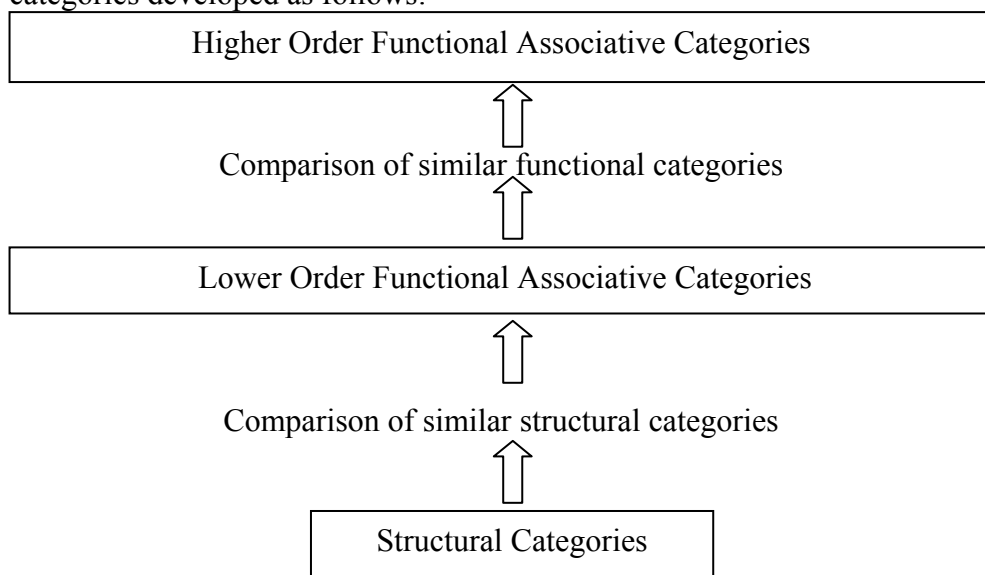 categories developed as follows:
Higher Order Functional Associative Categories
Comparison of similar functional categories
Lower Order Functional Associative Categories
Comparison of similar structural categories
Structural Categories